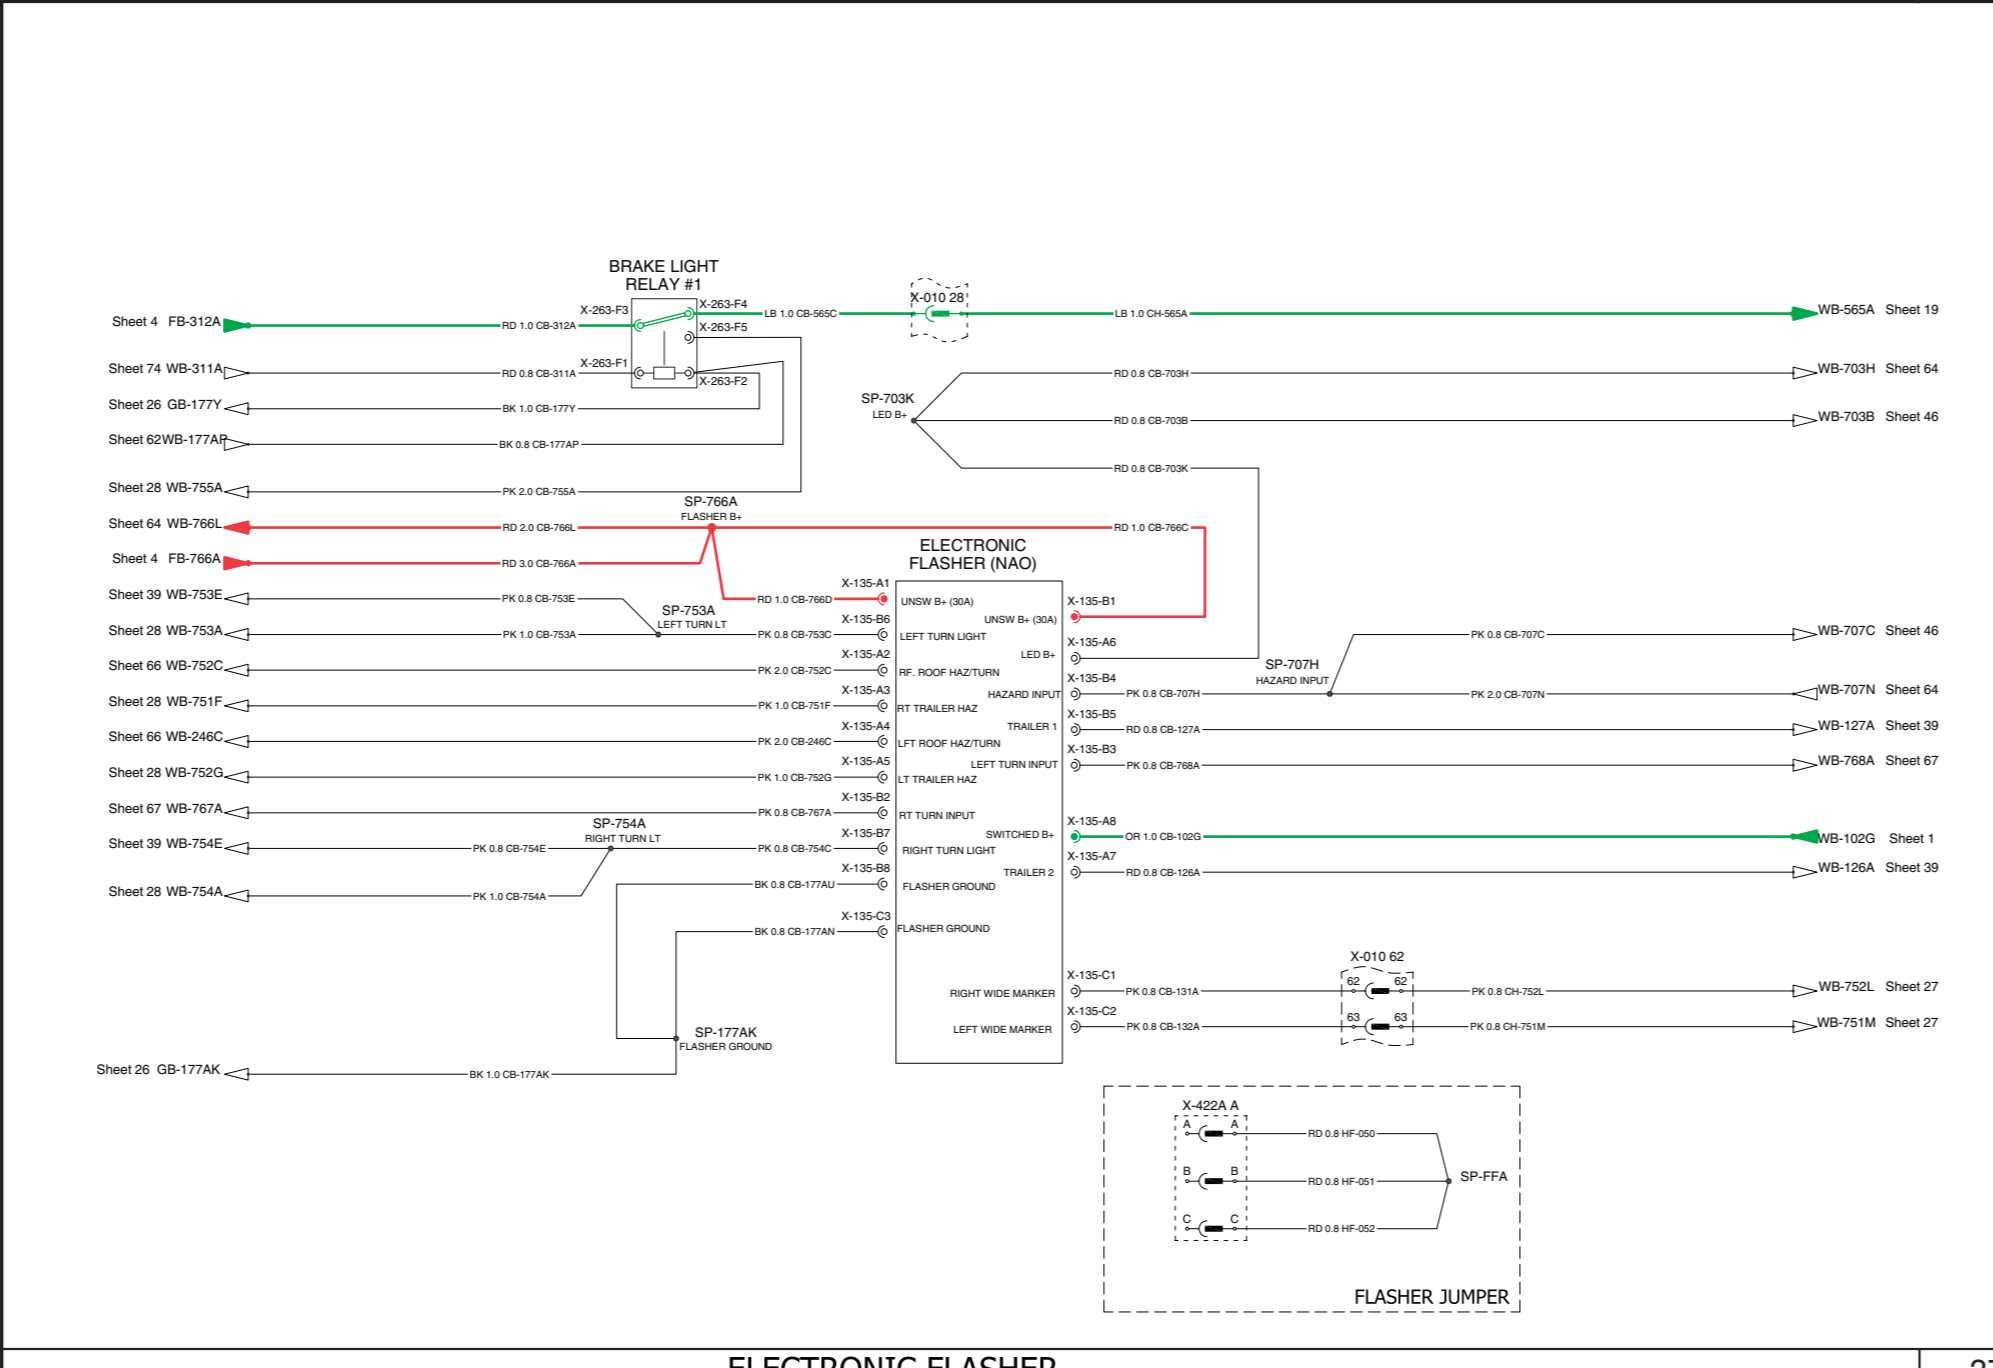 BRAKE LIGHT
RELAY #1
X-263-F3
X-263-F4
X-010 28
Sheet 4 FB-312A
RD 1.0 CB-312A
LB 1.0 CB-565C
LB 1.0 CH-565A
WB-565A Sheet 19
X-263-F5
Sheet 74 WB-311A
RD 0.8 CB-311A
X-263-F1
X-263-F2
RD 0.8 CB-703H
WB-703H Sheet 64
Sheet 26 GB-177Y
BK 1.0 CB-177Y
SP-703K
LED B+
RD 0.8 CB-703B
WB-703B Sheet 46
Sheet 62 WB-177AP
BK 0.8 CB-177AP
RD 0.8 CB-703K
Sheet 28 WB-755A
PK 2.0 CB-755A
SP-766A
FLASHER B+
Sheet 64 WB-766L
RD 2.0 CB-766L
RD 1.0 CB-766C
ELECTRONIC
FLASHER (NAO)
Sheet 4 FB-766A
RD 3.0 CB-766A
X-135-A1
RD 1.0 CB-766D
UNSW B+ (30A)
X-135-B1
UNSW B+ (30A)
Sheet 39 WB-753E
PK 0.8 CB-753E
SP-753A
LEFT TURN LT
X-135-B6
Sheet 28 WB-753A
PK 1.0 CB-753A
PK 0.8 CB-753C
LEFT TURN LIGHT
X-135-A6
LED B+
PK 0.8 CB-707C
WB-707C Sheet 46
Sheet 66 WB-752C
PK 2.0 CB-752C
X-135-A2
RF. ROOF HAZ/TURN
SP-707H
HAZARD INPUT
X-135-B4
HAZARD INPUT
PK 0.8 CB-707H
PK 2.0 CB-707N
WB-707N Sheet 64
Sheet 28 WB-751F
PK 1.0 CB-751F
X-135-A3
RT TRAILER HAZ
X-135-B5
TRAILER 1
RD 0.8 CB-127A
WB-127A Sheet 39
Sheet 66 WB-246C
PK 2.0 CB-246C
X-135-A4
LFT ROOF HAZ/TURN
X-135-B3
LEFT TURN INPUT
PK 0.8 CB-768A
WB-768A Sheet 67
Sheet 28 WB-752G
PK 1.0 CB-752G
X-135-A5
LT TRAILER HAZ
Sheet 67 WB-767A
PK 0.8 CB-767A
X-135-B2
RT TURN INPUT
X-135-A8
SWITCHED B+
OR 1.0 CB-102G
WB-102G Sheet 1
SP-754A
RIGHT TURN LT
Sheet 39 WB-754E
PK 0.8 CB-754E
PK 0.8 CB-754C
X-135-B7
RIGHT TURN LIGHT
X-135-A7
TRAILER 2
RD 0.8 CB-126A
WB-126A Sheet 39
Sheet 28 WB-754A
PK 1.0 CB-754A
X-135-B8
BK 0.8 CB-177AU
FLASHER GROUND
X-135-C3
BK 0.8 CB-177AN
FLASHER GROUND
X-010 62
X-135-C1
RIGHT WIDE MARKER
PK 0.8 CB-131A
62 62
PK 0.8 CH-752L
WB-752L Sheet 27
X-135-C2
LEFT WIDE MARKER
PK 0.8 CB-132A
63 63
PK 0.8 CH-751M
WB-751M Sheet 27
SP-177AK
FLASHER GROUND
Sheet 26 GB-177AK
BK 1.0 CB-177AK
X-422A A
A A
RD 0.8 HF-050
B B
RD 0.8 HF-051
SP-FFA
C C
RD 0.8 HF-052
FLASHER JUMPER
ELECTRONIC FLASHER